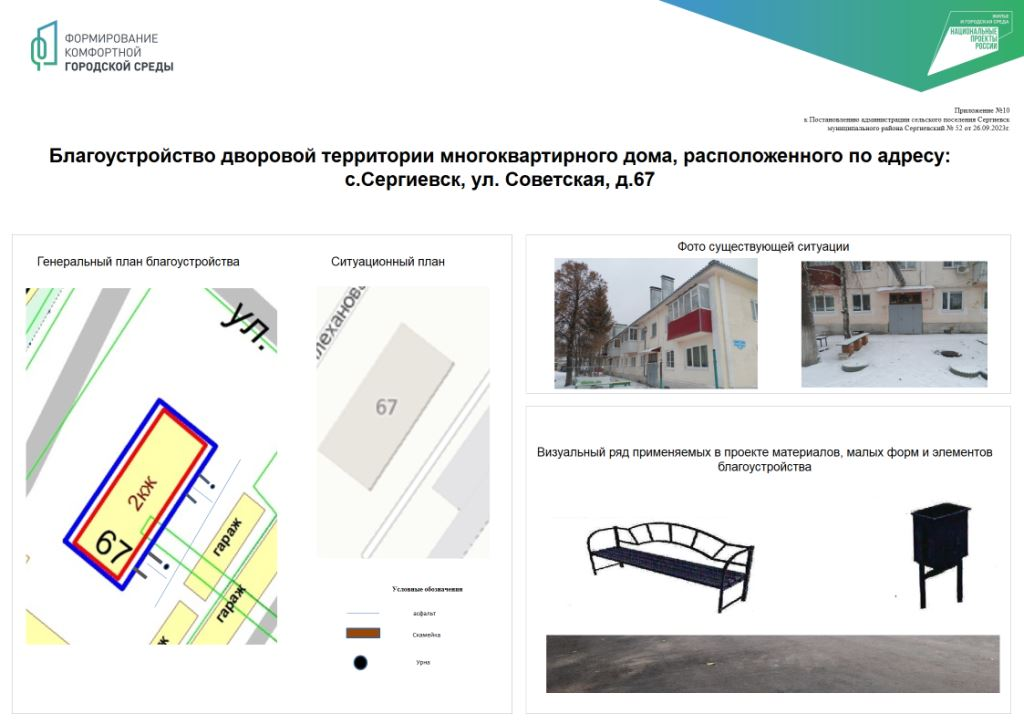 ФОРМИРОВАНИЕ
КОМФОРТНОЙ
ГОРОДСКОЙ СРЕДЫ
ЖИЛЬЕ
И ГОРОДСКАЯ СРЕДА
НАЦИОНАЛЬНЫЕ
ПРОЕКТЫ
РОССИИ
Приложение №10
к Постановлению администрации сельского поселения Сергиевск
муниципального района Сергиевский № 52 от 26.09.2023г.
Благоустройство дворовой территории многоквартирного дома, расположенного по адресу:
с.Сергиевск, ул. Советская, д.67
Генеральный план благоустройства
ул.
2кж
67
гараж
гараж
ж
Ситуационный план
леханово
67
Условные обозначения
асфальт
Скамейка
Урна
Фото существующей ситуации
Визуальный ряд применяемых в проекте материалов, малых форм и элементов
благоустройства